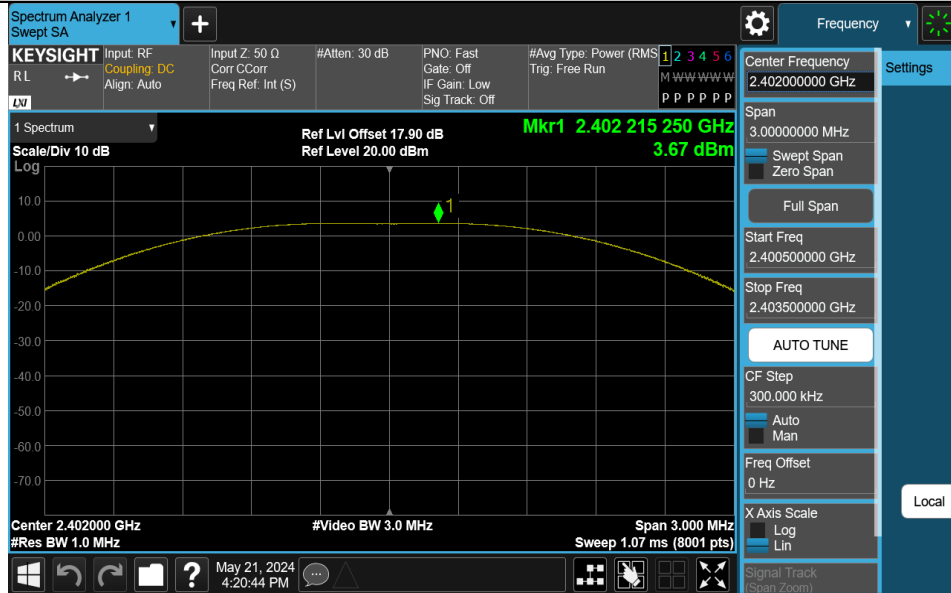 Spectrum Analyzer 1
Swept SA
+
Frequency
KEYSIGHT
RL
LXI
Input: RF
Coupling: DC
Align: Auto
Input Z: 50 Ω
Corr CCorr
Freq Ref: Int (S)
#Atten: 30 dB
PNO: Fast
Gate: Off
IF Gain: Low
Sig Track: Off
#Avg Type: Power (RMS
Trig: Free Run
1 2 3 4 5 6
M W W W W W
P P P P P P
1 Spectrum
Scale/Div 10 dB
Log
Ref Lvl Offset 17.90 dB
Ref Level 20.00 dBm
Mkr1 2.402 215 250 GHz
3.67 dBm
1
10.0
0.00
-10.0
-20.0
-30.0
-40.0
-50.0
-60.0
-70.0
Center 2.402000 GHz
#Res BW 1.0 MHz
#Video BW 3.0 MHz
Span 3.000 MHz
Sweep 1.07 ms (8001 pts)
?
May 21, 2024
4:20:44 PM
Center Frequency
2.402000000 GHz
Span
3.00000000 MHz
Swept Span
Zero Span
Full Span
Start Freq
2.400500000 GHz
Stop Freq
2.403500000 GHz
AUTO TUNE
CF Step
300.000 kHz
Auto
Man
Freq Offset
0 Hz
X Axis Scale
Log
Lin
Signal Track
(Span Zoom)
Settings
Local